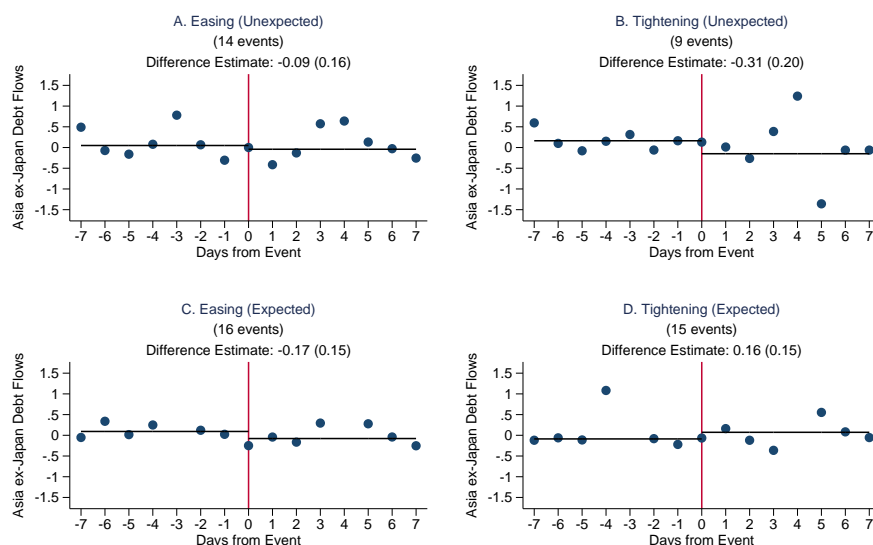 A. Easing (Unexpected)
(14 events)
Difference Estimate: -0.09 (0.16)
Asia ex-Japan Debt Flows
1.5
1
.5
0
-.5
-1
-1.5
-7 -6 -5 -4 -3 -2 -1 0 1 2 3 4 5 6 7
Days from Event
B. Tightening (Unexpected)
(9 events)
Difference Estimate: -0.31 (0.20)
Asia ex-Japan Debt Flows
1.5
1
.5
0
-.5
-1
-1.5
-7 -6 -5 -4 -3 -2 -1 0 1 2 3 4 5 6 7
Days from Event
C. Easing (Expected)
(16 events)
Difference Estimate: -0.17 (0.15)
Asia ex-Japan Debt Flows
1.5
1
.5
0
-.5
-1
-1.5
-7 -6 -5 -4 -3 -2 -1 0 1 2 3 4 5 6 7
Days from Event
D. Tightening (Expected)
(15 events)
Difference Estimate: 0.16 (0.15)
Asia ex-Japan Debt Flows
1.5
1
.5
0
-.5
-1
-1.5
-7 -6 -5 -4 -3 -2 -1 0 1 2 3 4 5 6 7
Days from Event